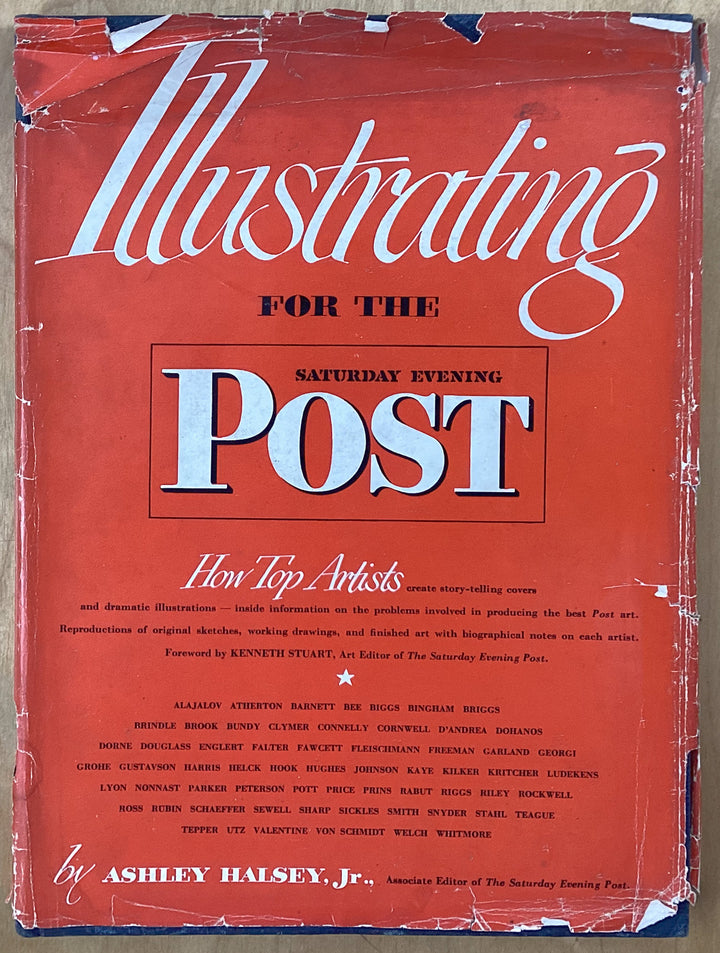 Illustrating
FOR THE
SATURDAY EVENING
POST
How Top Artists create story-telling covers
and dramatic illustrations — inside information on the problems involved in producing the best Post art.
Reproductions of original sketches, working drawings, and finished art with biographical notes on each artist.
Foreword by KENNETH STUART, Art Editor of The Saturday Evening Post.
ALAJALOV ATHERTON BARNETT BEE BIGGS BINGHAM BRIGGS
BRINDLE BROOK BUNDY CLYMER CONNELLY CORNWELL D'ANDREA DOHANOS
DORNE DOUGLASS ENGLERT FALTER FAWCETT FLEISCHMANN FREEMAN GARLAND GEORGI
GROHE GUSTAVSON HARRIS HELCK HOOK HUGHES JOHNSON KAYE KILKER KRITCHER LUDEKENS
LYON NONNAST PARKER PETERSON POTT PRICE PRINS RABUT RIGGS RILEY ROCKWELL
ROSS RUBIN SCHAEFFER SEWELL SHARP SICKLES SMITH SNYDER STAHL TEAGUE
TEPPER UTZ VALENTINE VON SCHMIDT WELCH WHITMORE
by ASHLEY HALSEY, Jr., Associate Editor of The Saturday Evening Post.